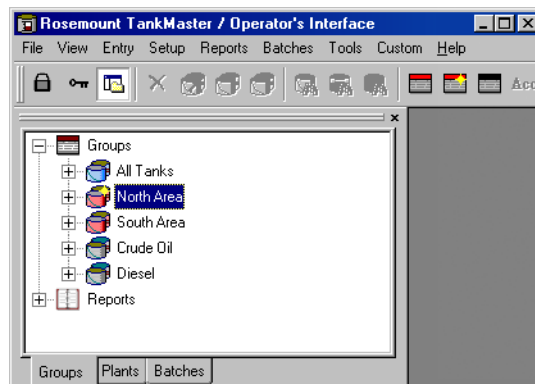 Rosemount TankMaster / Operator's Interface
File View Entry Setup Reports Batches Tools Custom Help
Groups
All Tanks
North Area
South Area
Crude Oil
Diesel
Reports
Groups Plants Batches